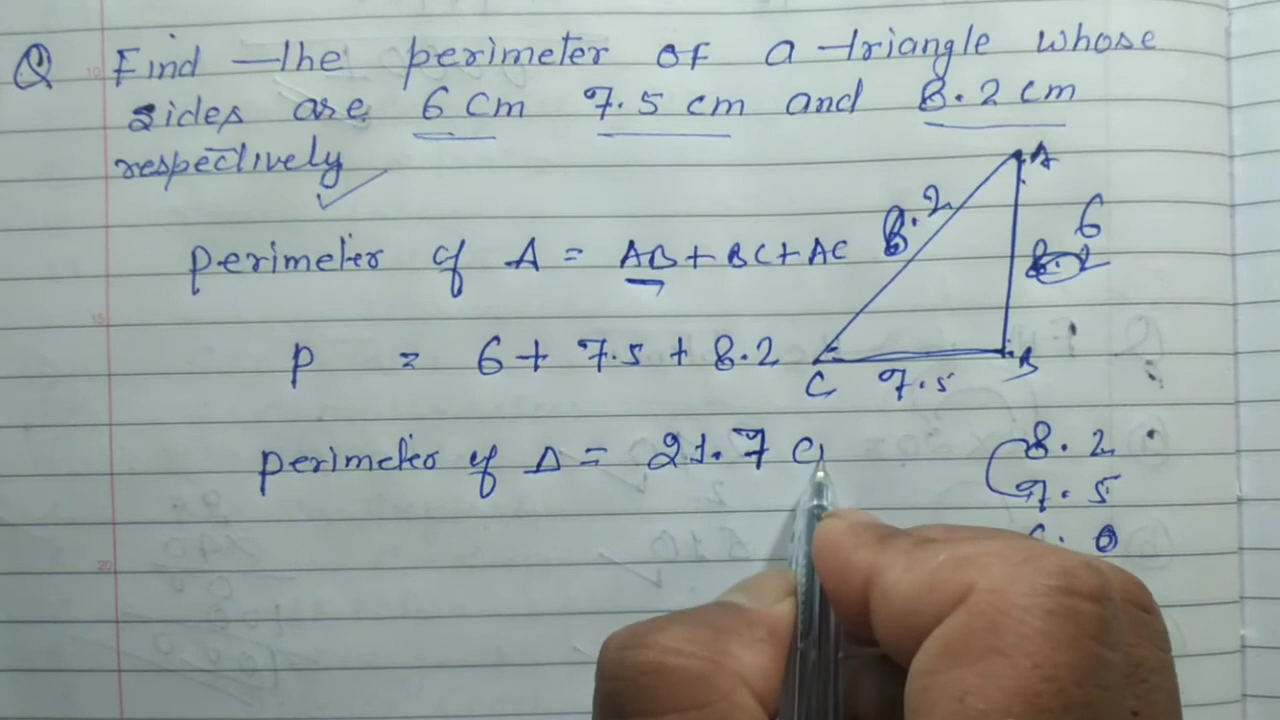 Q Find the perimeter of a triangle whose
sides are 6 cm 7.5 cm and 8.2 cm
respectively
A
8.2
6
perimeter of Δ = AB + BC + AC
P = 6 + 7.5 + 8.2
C 7.5 B
perimeter of Δ = 21.7 c
8.2
7.5
0